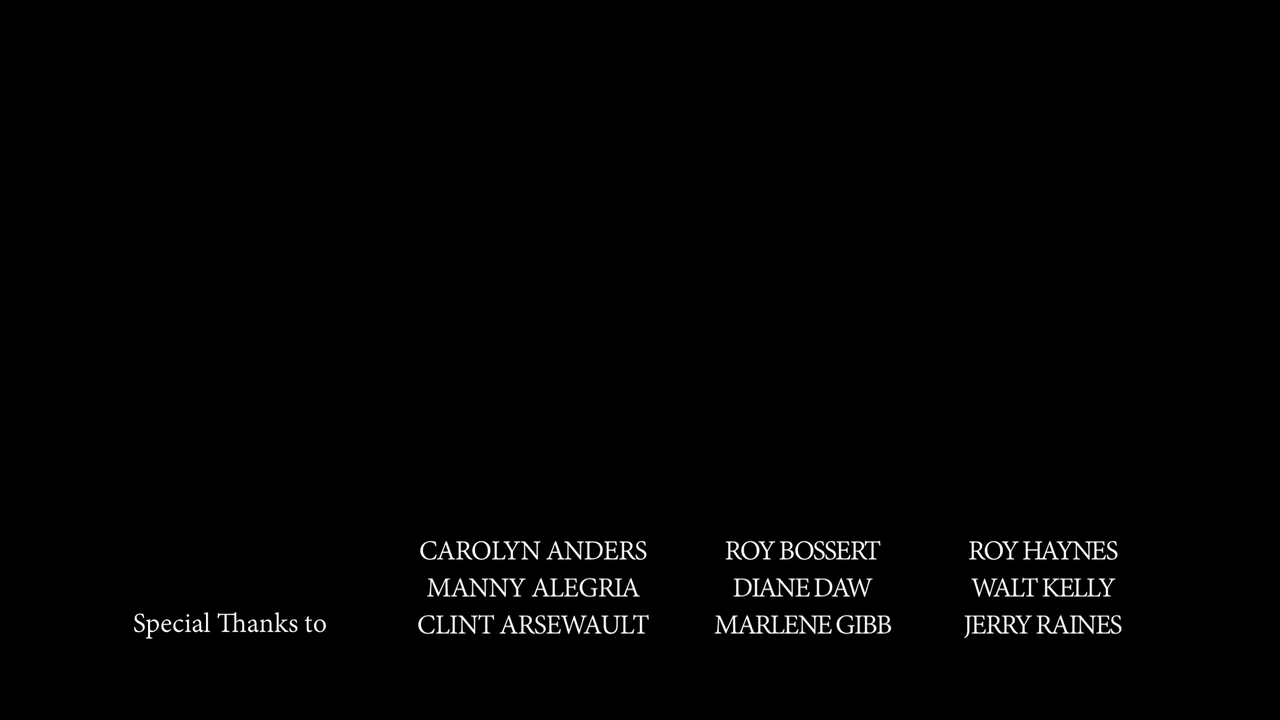 CAROLYN ANDERS ROY BOSSERT ROY HAYNES
MANNY ALEGRIA DIANE DAW WALT KELLY
Special Thanks to CLINT ARSEWAULT MARLENE GIBB JERRY RAINES